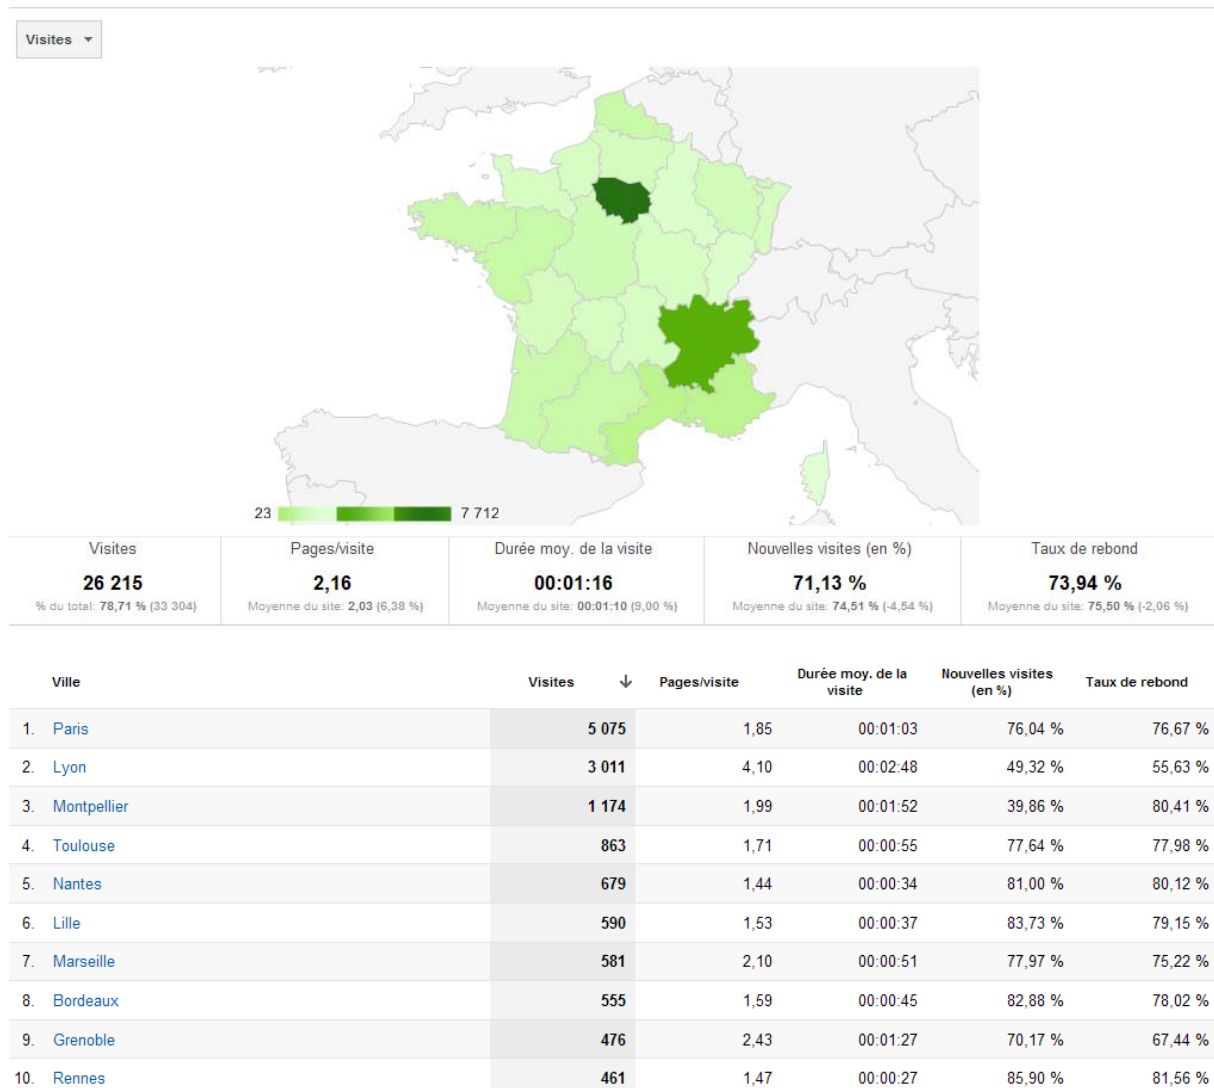 Visites
23 7 712
Visites Pages/visite Durée moy. de la visite Nouvelles visites (en %) Taux de rebond
26 215 2,16 00:01:16 71,13 % 73,94 %
% du total: 78,71 % (33 304) Moyenne du site: 2,03 (6,38 %) Moyenne du site: 00:01:10 (9,00 %) Moyenne du site: 74,51 % (-4,54 %) Moyenne du site: 75,50 % (-2,06 %)
Ville Visites ↓ Pages/visite Durée moy. de la visite Nouvelles visites (en %) Taux de rebond
1. Paris 5 075 1,85 00:01:03 76,04 % 76,67 %
2. Lyon 3 011 4,10 00:02:48 49,32 % 55,63 %
3. Montpellier 1 174 1,99 00:01:52 39,86 % 80,41 %
4. Toulouse 863 1,71 00:00:55 77,64 % 77,98 %
5. Nantes 679 1,44 00:00:34 81,00 % 80,12 %
6. Lille 590 1,53 00:00:37 83,73 % 79,15 %
7. Marseille 581 2,10 00:00:51 77,97 % 75,22 %
8. Bordeaux 555 1,59 00:00:45 82,88 % 78,02 %
9. Grenoble 476 2,43 00:01:27 70,17 % 67,44 %
10. Rennes 461 1,47 00:00:27 85,90 % 81,56 %